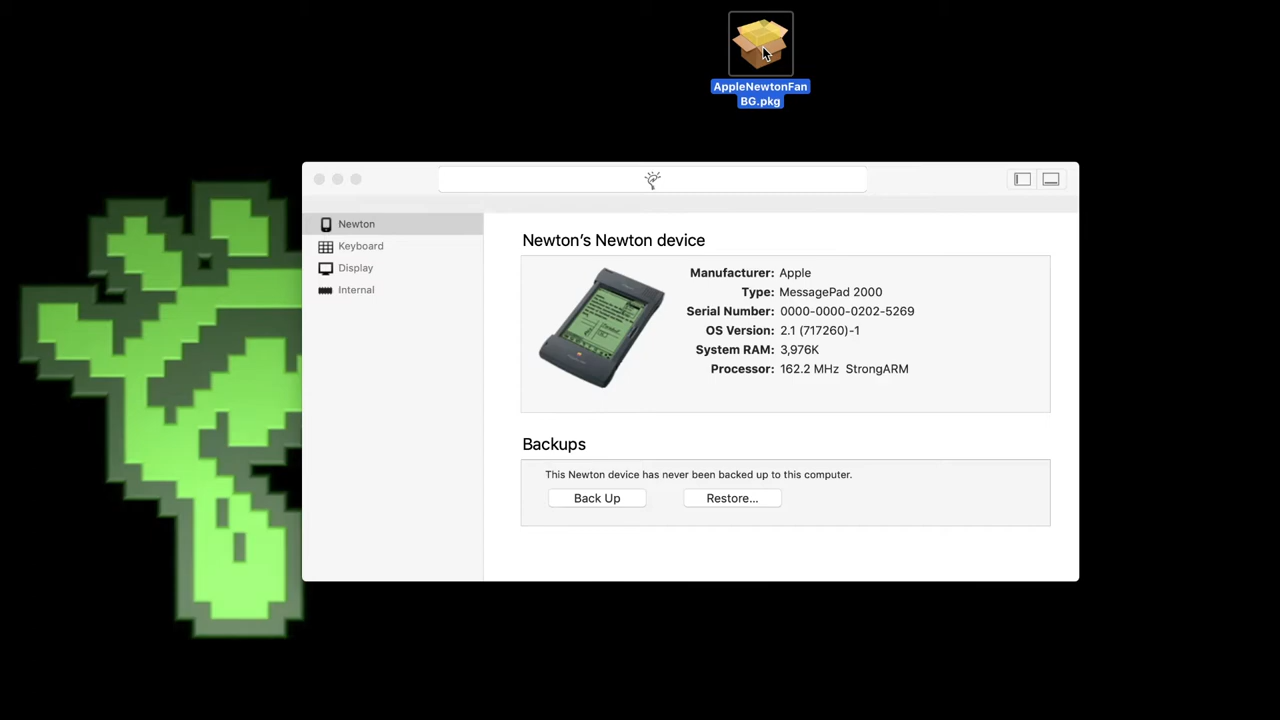 AppleNewtonFan
BG.pkg
Newton
Keyboard
Display
Internal
Newton’s Newton device
Manufacturer: Apple
Type: MessagePad 2000
Serial Number: 0000-0000-0202-5269
OS Version: 2.1 (717260)-1
System RAM: 3,976K
Processor: 162.2 MHz StrongARM
Backups
This Newton device has never been backed up to this computer.
Back Up
Restore...